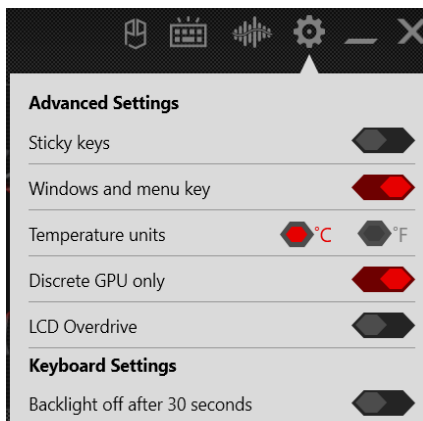 Advanced Settings
Sticky keys
Windows and menu key
Temperature units °C °F
Discrete GPU only
LCD Overdrive
Keyboard Settings
Backlight off after 30 seconds